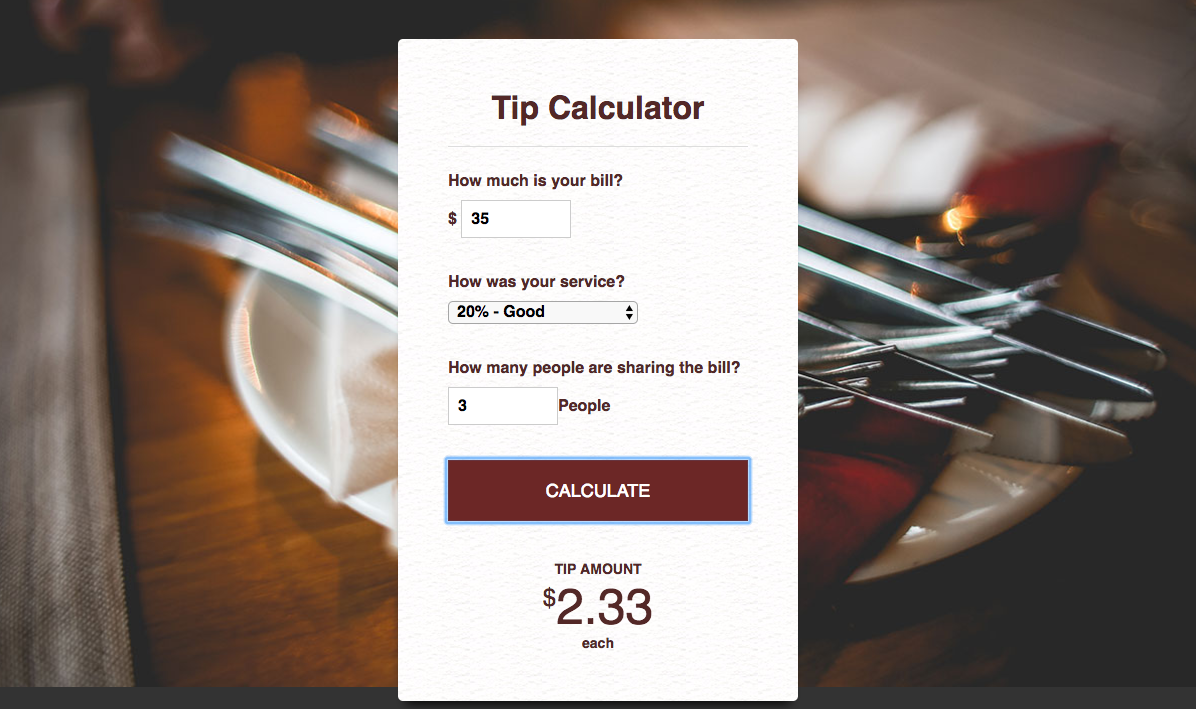 Tip Calculator
How much is your bill?
$ 35
How was your service?
20% - Good
How many people are sharing the bill?
3 People
CALCULATE
TIP AMOUNT
$2.33
each